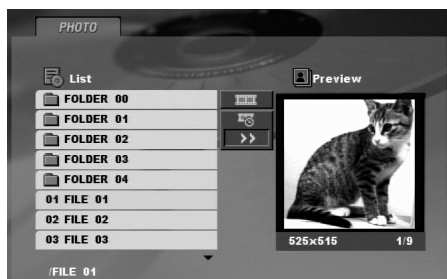 PHOTO
List
Preview
FOLDER 00
FOLDER 01
FOLDER 02
FOLDER 03
FOLDER 04
01 FILE 01
02 FILE 02
03 FILE 03
>>
525x515 1/9
/FILE 01